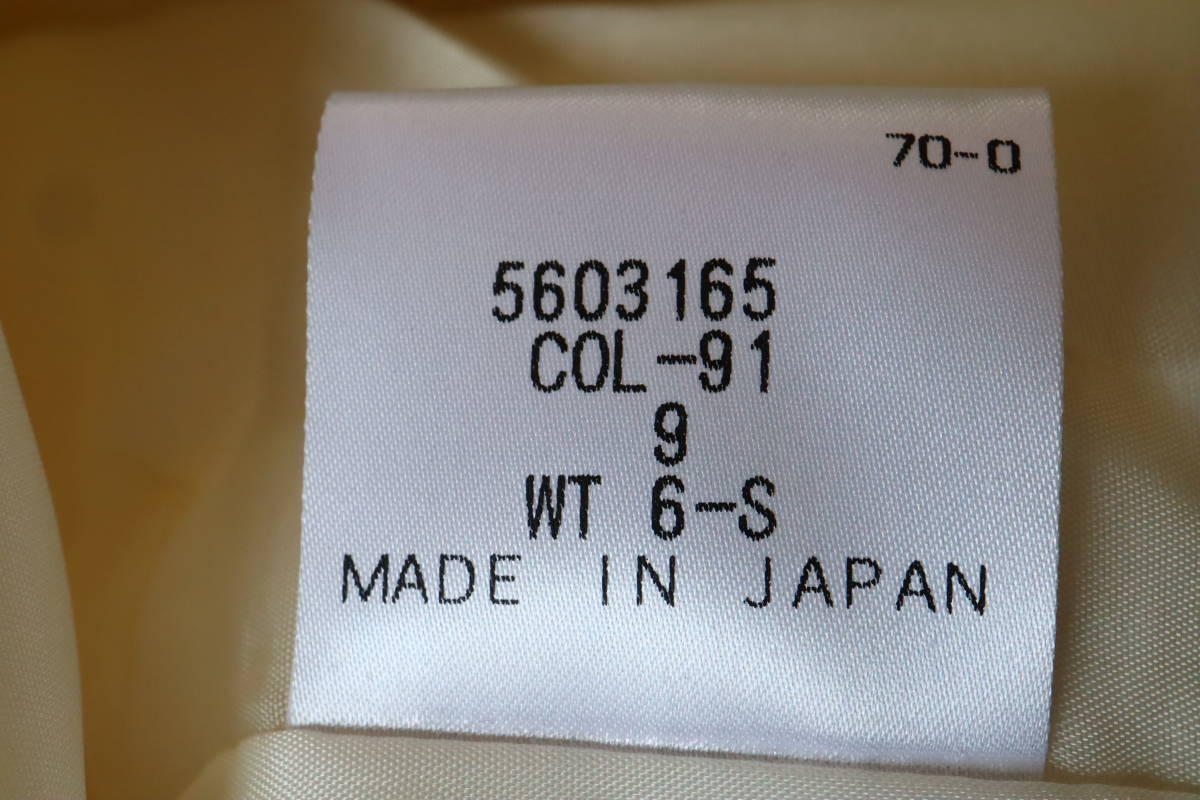 70-0
5603165
COL-91
9
WT 6-S
MADE IN JAPAN